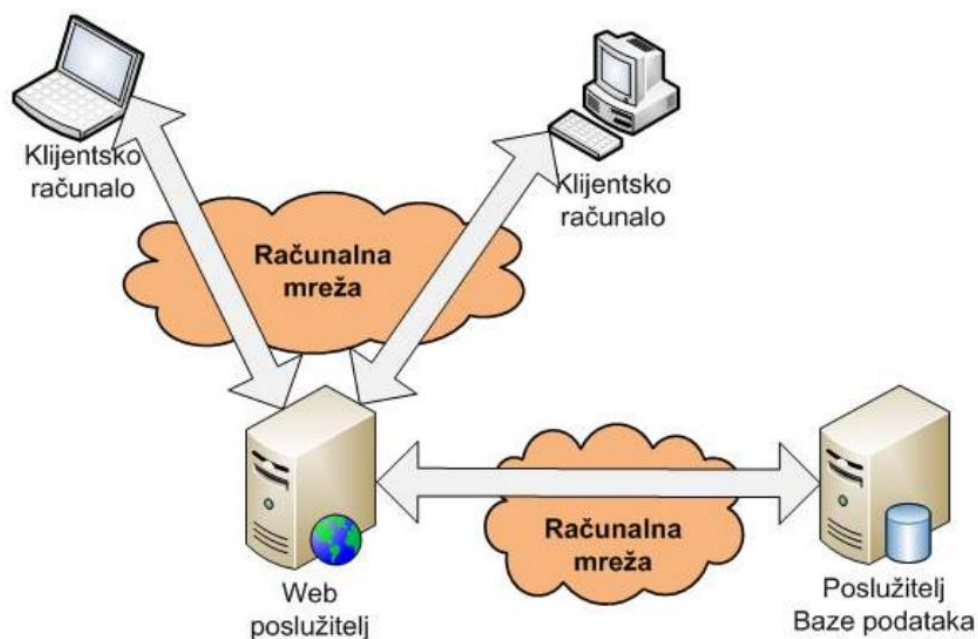 Klijentsko
računalo
Klijentsko
računalo
Računalna
mreža
Računalna
mreža
Web
poslužitelj
Poslužitelj
Baze podataka